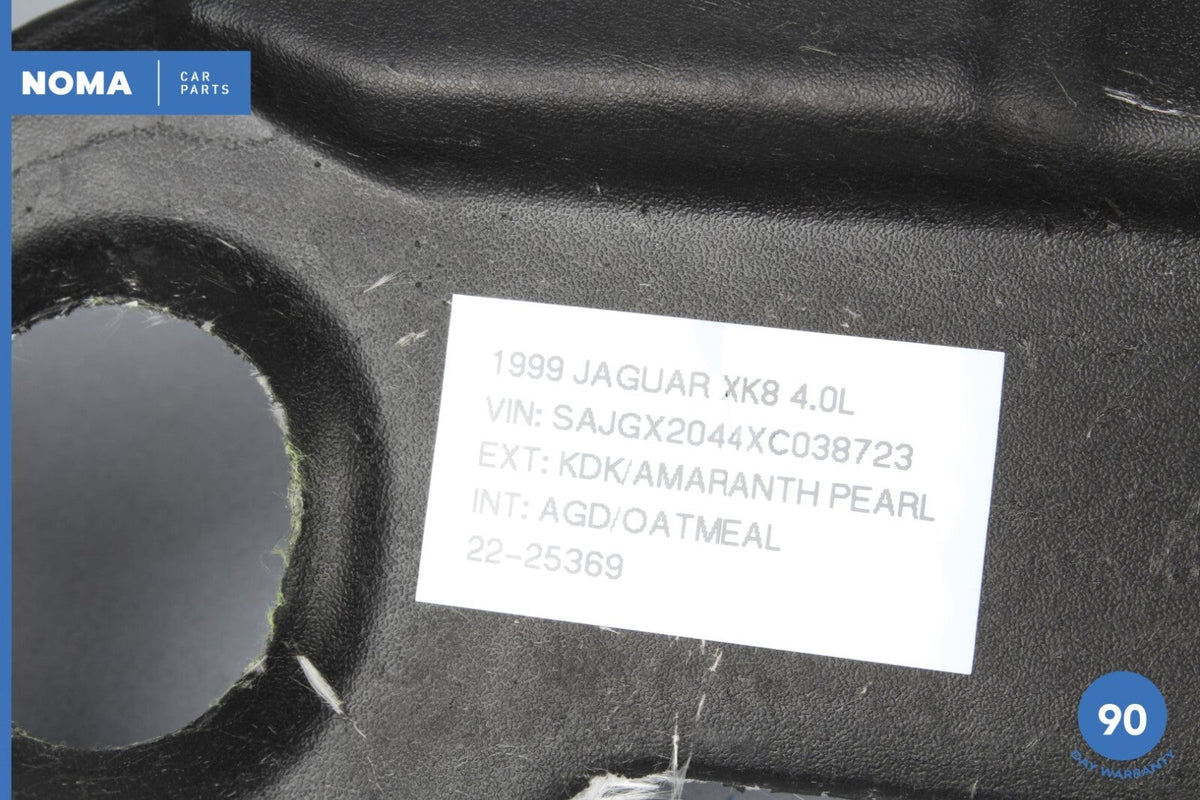 NOMA
CAR
PARTS
1999 JAGUAR XK8 4.0L
VIN: SAJGX2044XC038723
EXT: KDK/AMARANTH PEARL
INT: AGD/OATMEAL
22-25369
90
DAY WARRANTY